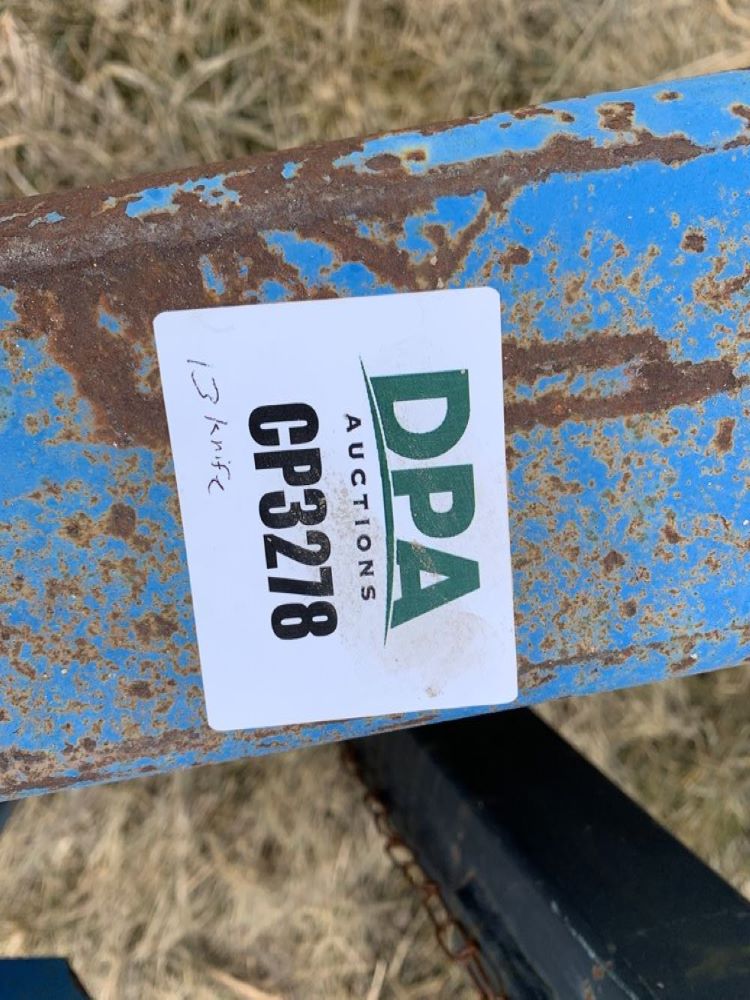 DPA
AUCTIONS
CP3278
13 knife